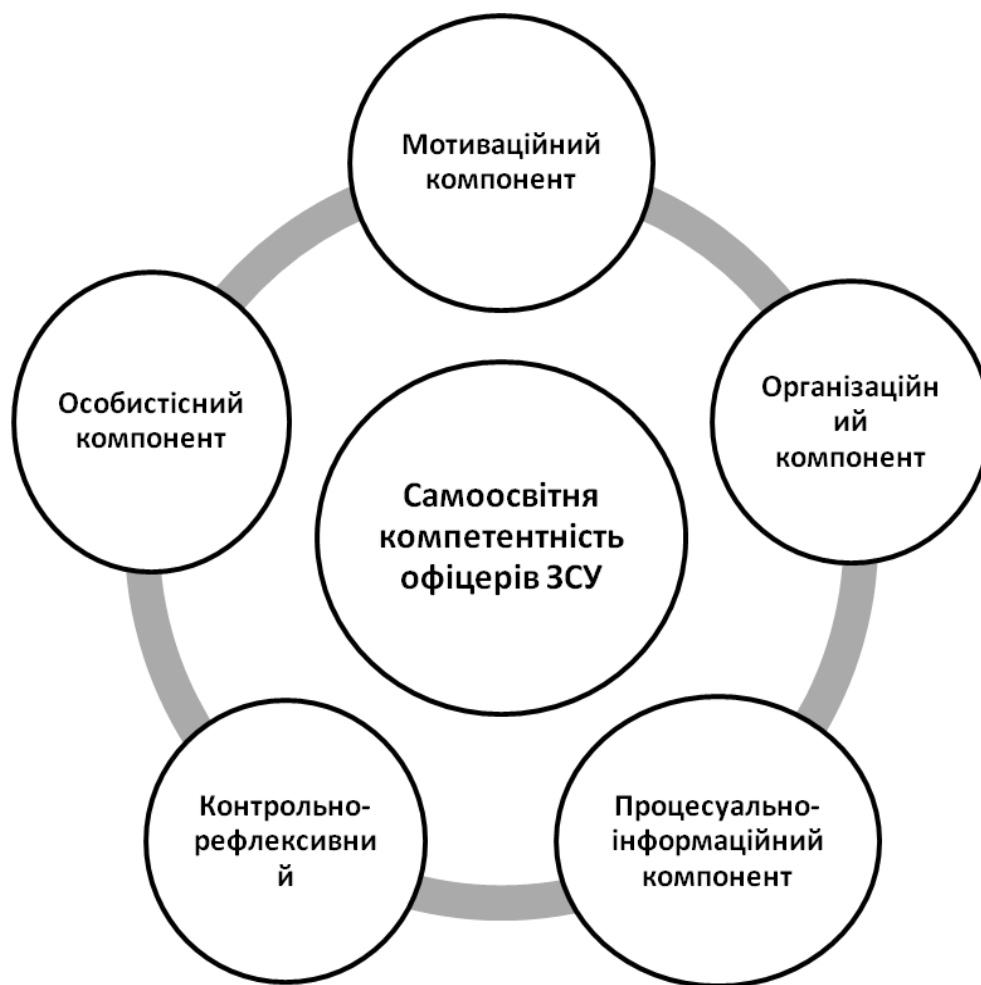 Мотиваційний
компонент
Організаційн
ий
компонент
Процесуально-
інформаційний
компонент
Контрольно-
рефлексивни
й
Особистісний
компонент
Самоосвітня
компетентність
офіцерів ЗСУ